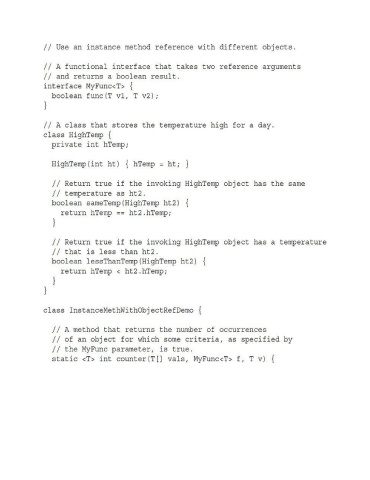 // Use an instance method reference with different objects.
// A functional interface that takes two reference arguments
// and returns a boolean result.
interface MyFunc<T> {
boolean func(T v1, T v2);
}
// A class that stores the temperature high for a day.
class HighTemp {
private int hTemp;
HighTemp(int ht) { hTemp = ht; }
// Return true if the invoking HighTemp object has the same
// temperature as ht2.
boolean sameTemp(HighTemp ht2) {
return hTemp == ht2.hTemp;
}
// Return true if the invoking HighTemp object has a temperature
// that is less than ht2.
boolean lessThanTemp(HighTemp ht2) {
return hTemp < ht2.hTemp;
}
}
class InstanceMethWithObjectRefDemo {
// A method that returns the number of occurrences
// of an object for which some criteria, as specified by
// the MyFunc parameter, is true.
static <T> int counter(T[] vals, MyFunc<T> f, T v) {